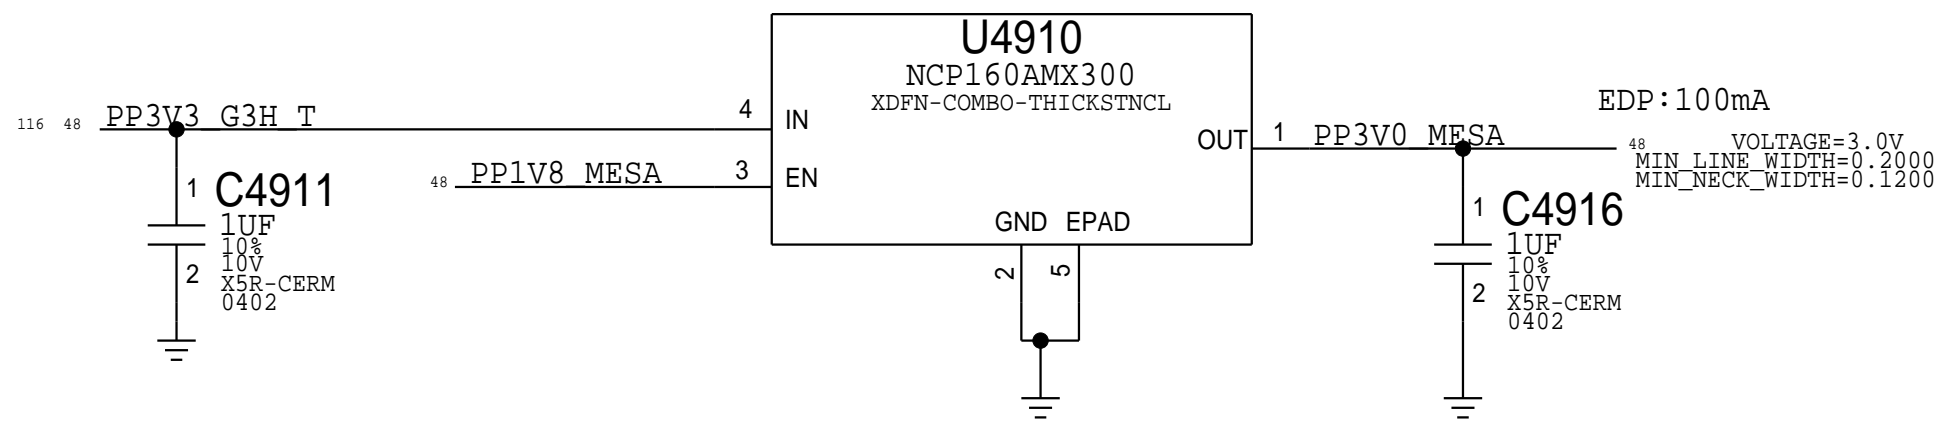 U4910
NCP160AMX300
XDFN-COMBO-THICKSTNCL
116 48 PP3V3_G3H_T
4 IN
48 PP1V8_MESA
3 EN
OUT 1 PP3V0_MESA
EDP:100mA
48 VOLTAGE=3.0V
MIN_LINE_WIDTH=0.2000
MIN_NECK_WIDTH=0.1200
GND EPAD
2 5
1 C4911
1UF
10%
10V
2 X5R-CERM
0402
1 C4916
1UF
10%
10V
2 X5R-CERM
0402